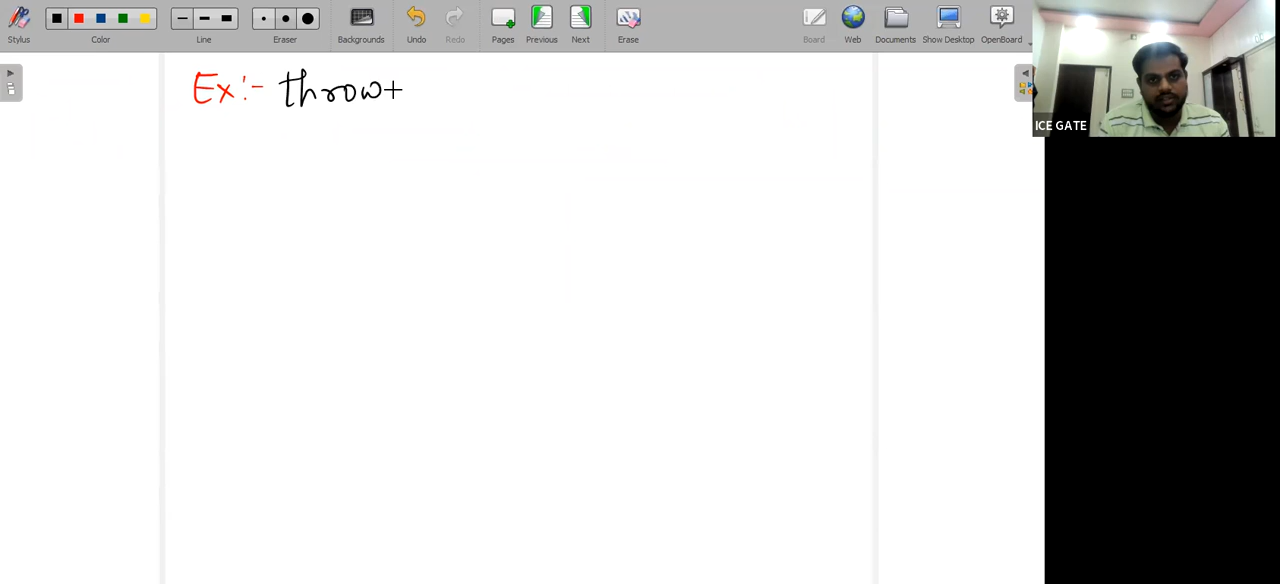 Stylus Color Line Eraser Backgrounds Undo Redo Pages Previous Next Erase Board Web Documents Show Desktop OpenBoard
Ex:- throw+
ICE GATE